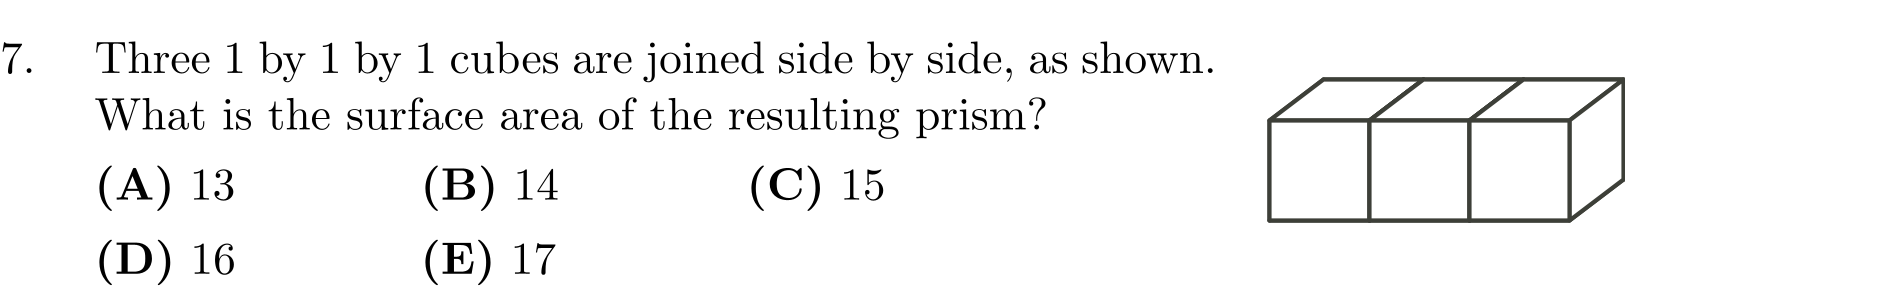 7. Three 1 by 1 by 1 cubes are joined side by side, as shown.
What is the surface area of the resulting prism?
(A) 13 (B) 14 (C) 15
(D) 16 (E) 17